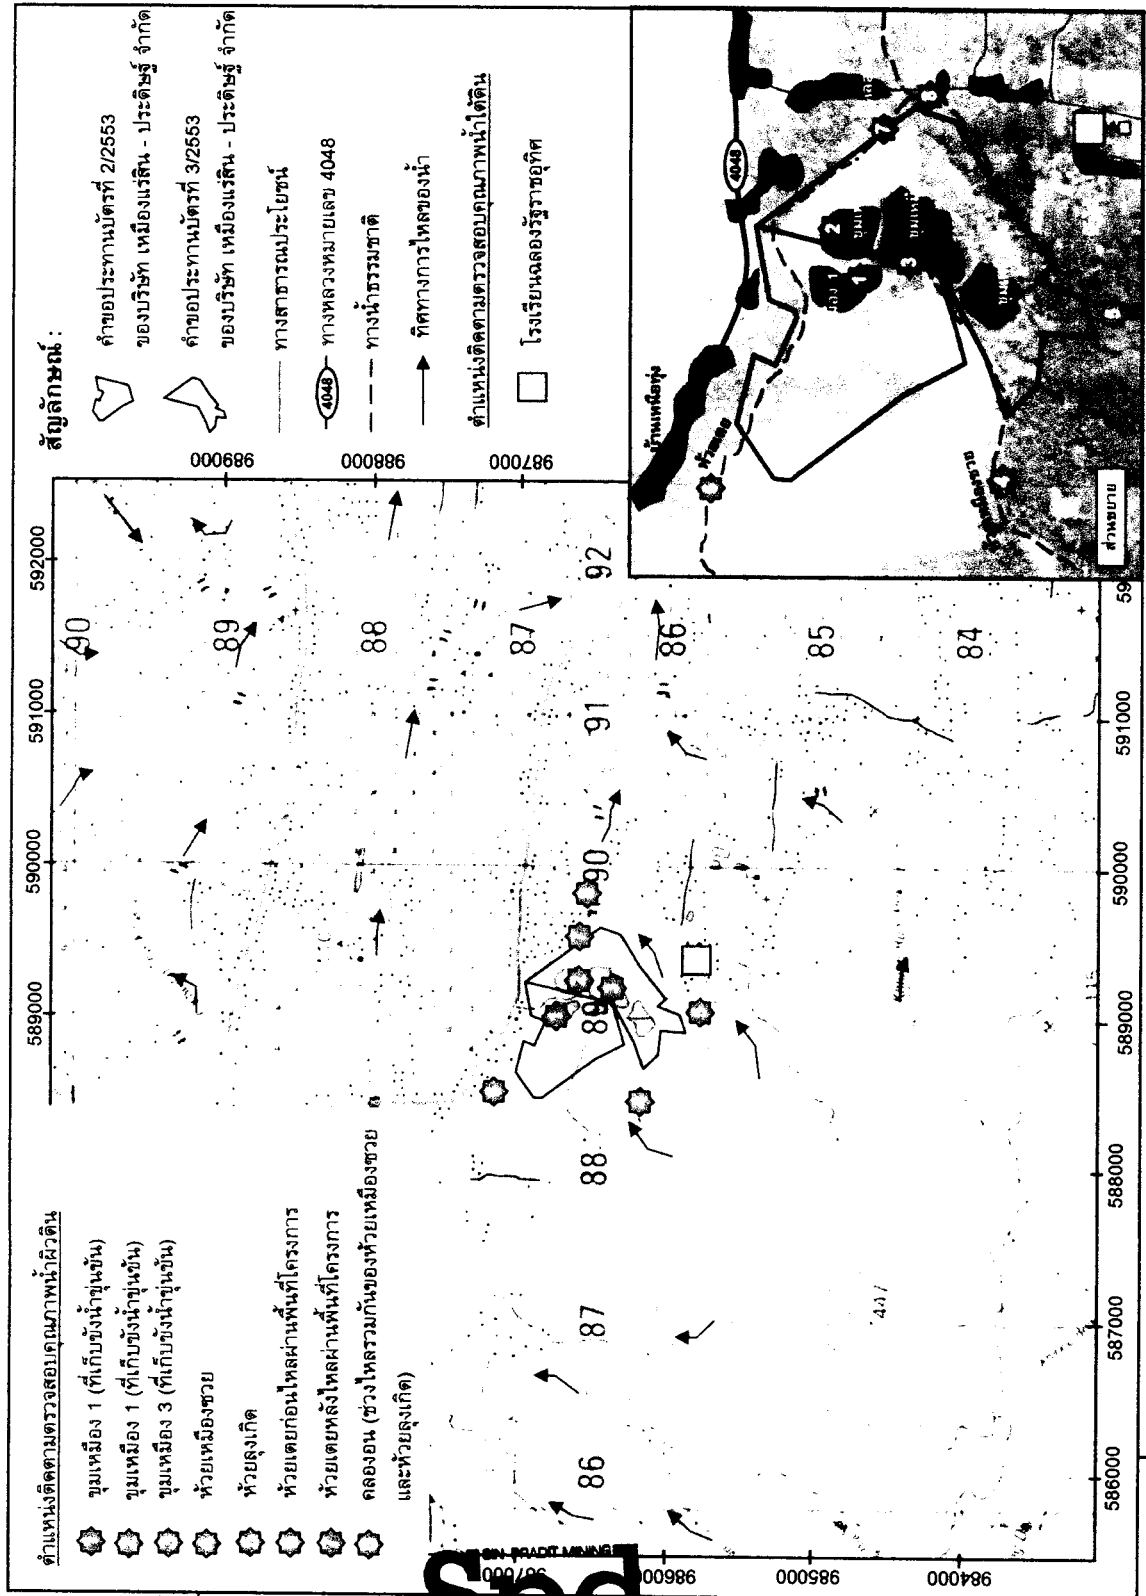 ตำแหน่งติดตามตรวจสอบคุณภาพน้ำผิวดิน
ขุมเหมือง 1 (ที่เก็บขังน้ำขุ่นข้น)
ขุมเหมือง 1 (ที่เก็บขังน้ำขุ่นข้น)
ขุมเหมือง 3 (ที่เก็บขังน้ำขุ่นข้น)
ห้วยเหมืองซวย
ห้วยลุงเกิด
ห้วยเตยก่อนไหลผ่านพื้นที่โครงการ
ห้วยเตยหลังไหลผ่านพื้นที่โครงการ
คลองอน (ช่วงไหลรวมกันของห้วยเหมืองซวย
และห้วยลุงเกิด)
สัญลักษณ์ :
คำขอประทานบัตรที่ 2/2553
ของบริษัท เหมืองแร่สิน - ประดิษฐ์ จำกัด
คำขอประทานบัตรที่ 3/2553
ของบริษัท เหมืองแร่สิน - ประดิษฐ์ จำกัด
ทางสาธารณประโยชน์
4048 ทางหลวงหมายเลข 4048
ทางน้ำธรรมชาติ
ทิศทางการไหลของน้ำ
ตำแหน่งติดตามตรวจสอบคุณภาพน้ำใต้ดิน
โรงเรียนฉลองรัฐราชอุทิศ
589000 590000 591000 592000
989000
988000
987000
90
89
88
87
86
85
84
86 87 88 89 90 91 92
447
586000 587000 588000 589000 590000 591000
987000
986000
985000
984000
SIN-PRADIT MINING
บ้านเหนือทุ่ง
ห้วยเตย
4048
1
2
3
4
7
8
ส่วนขยาย